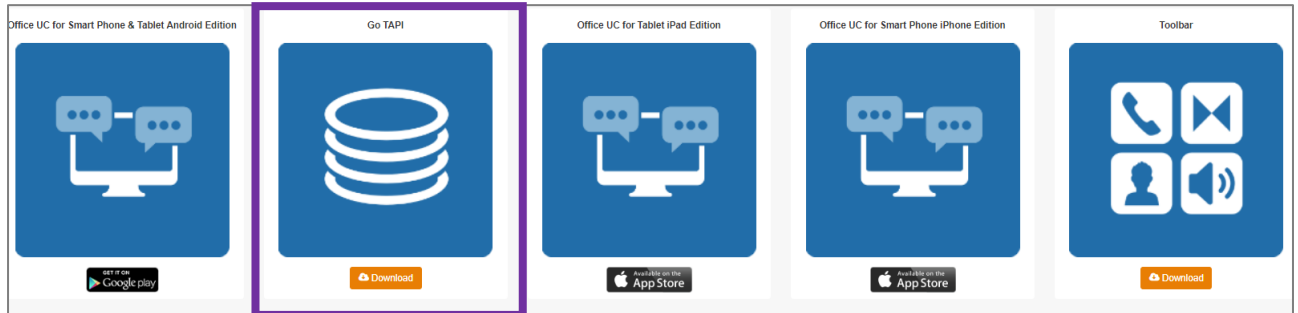 Office UC for Smart Phone & Tablet Android Edition
Go TAPI
Office UC for Tablet iPad Edition
Office UC for Smart Phone iPhone Edition
Toolbar
GET IT ON
Google play
Download
Available on the
App Store
Available on the
App Store
Download